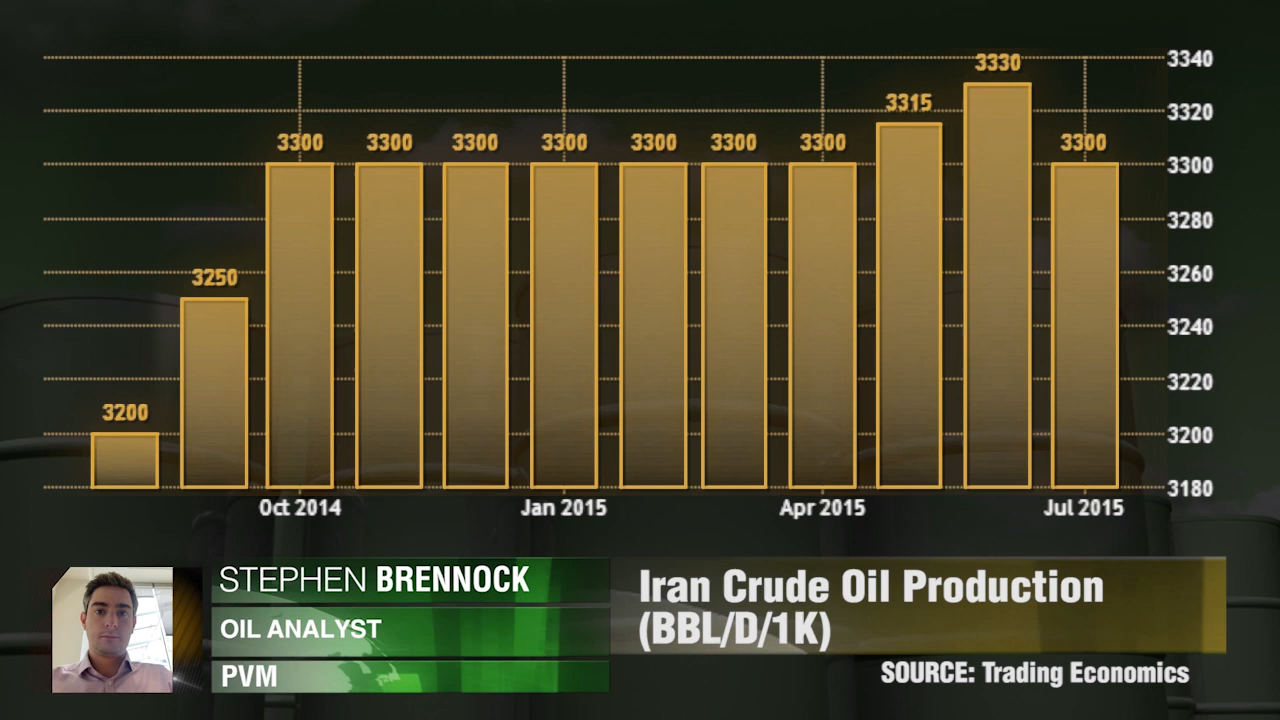 3340
3330
3320
3315
3300 3300 3300 3300 3300 3300 3300 3300
3300
3280
3260
3250
3240
3220
3200
3200
3180
Oct 2014 Jan 2015 Apr 2015 Jul 2015
STEPHEN BRENNOCK
OIL ANALYST
PVM
Iran Crude Oil Production
(BBL/D/1K)
SOURCE: Trading Economics